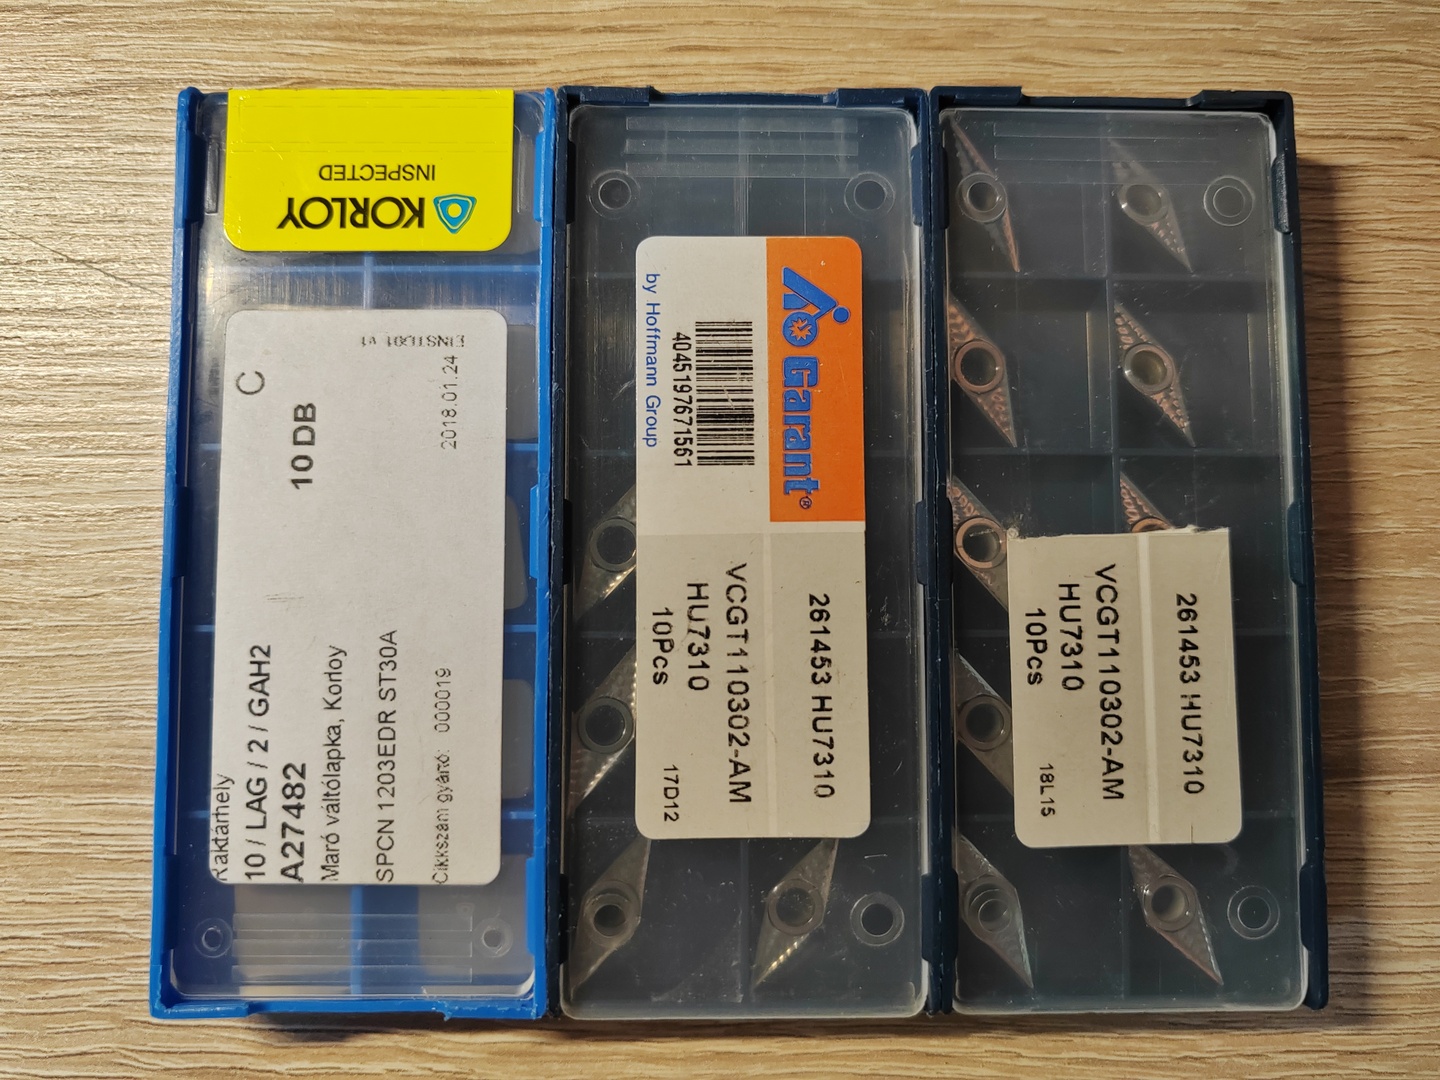 KORLOY
INSPECTED
EINST001 v1
2018.01.24
C
10 DB
Raktárhely
10 / LAG / 2 / GAH2
A27482
Maró váltólapka, Korloy
SPCN 1203EDR ST30A
Cikkszám gyártó: 000019
Garant®
by Hoffmann Group
4045197671561
261453 HU7310
VCGT110302-AM
HU7310
10Pcs
17D12
261453 HU7310
VCGT110302-AM
HU7310
10Pcs
18L15